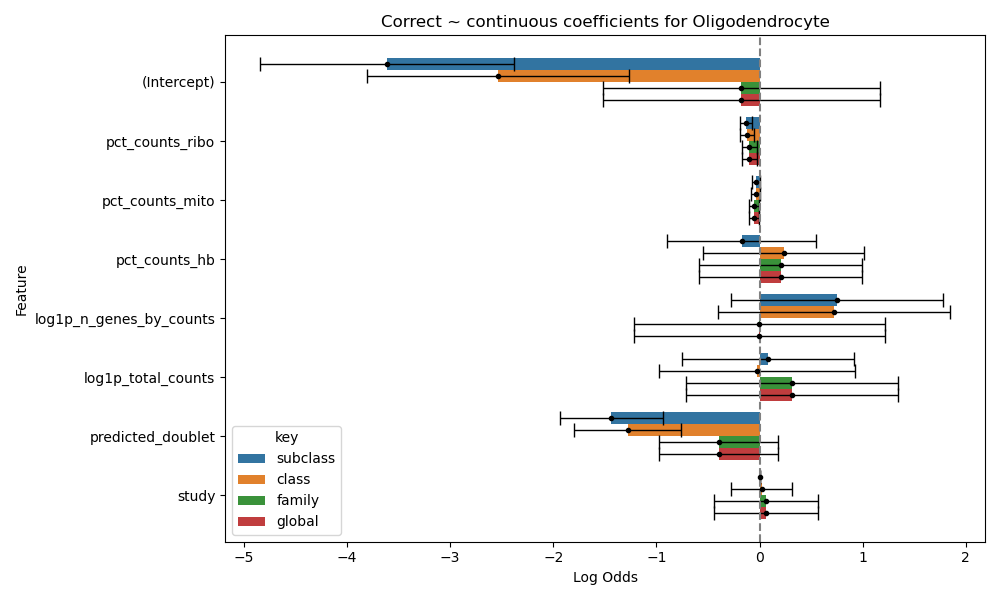 Correct ~ continuous coefficients for Oligodendrocyte
Feature
(Intercept)
pct_counts_ribo
pct_counts_mito
pct_counts_hb
log1p_n_genes_by_counts
log1p_total_counts
predicted_doublet
study
key
subclass
class
family
global
−5 −4 −3 −2 −1 0 1 2
Log Odds